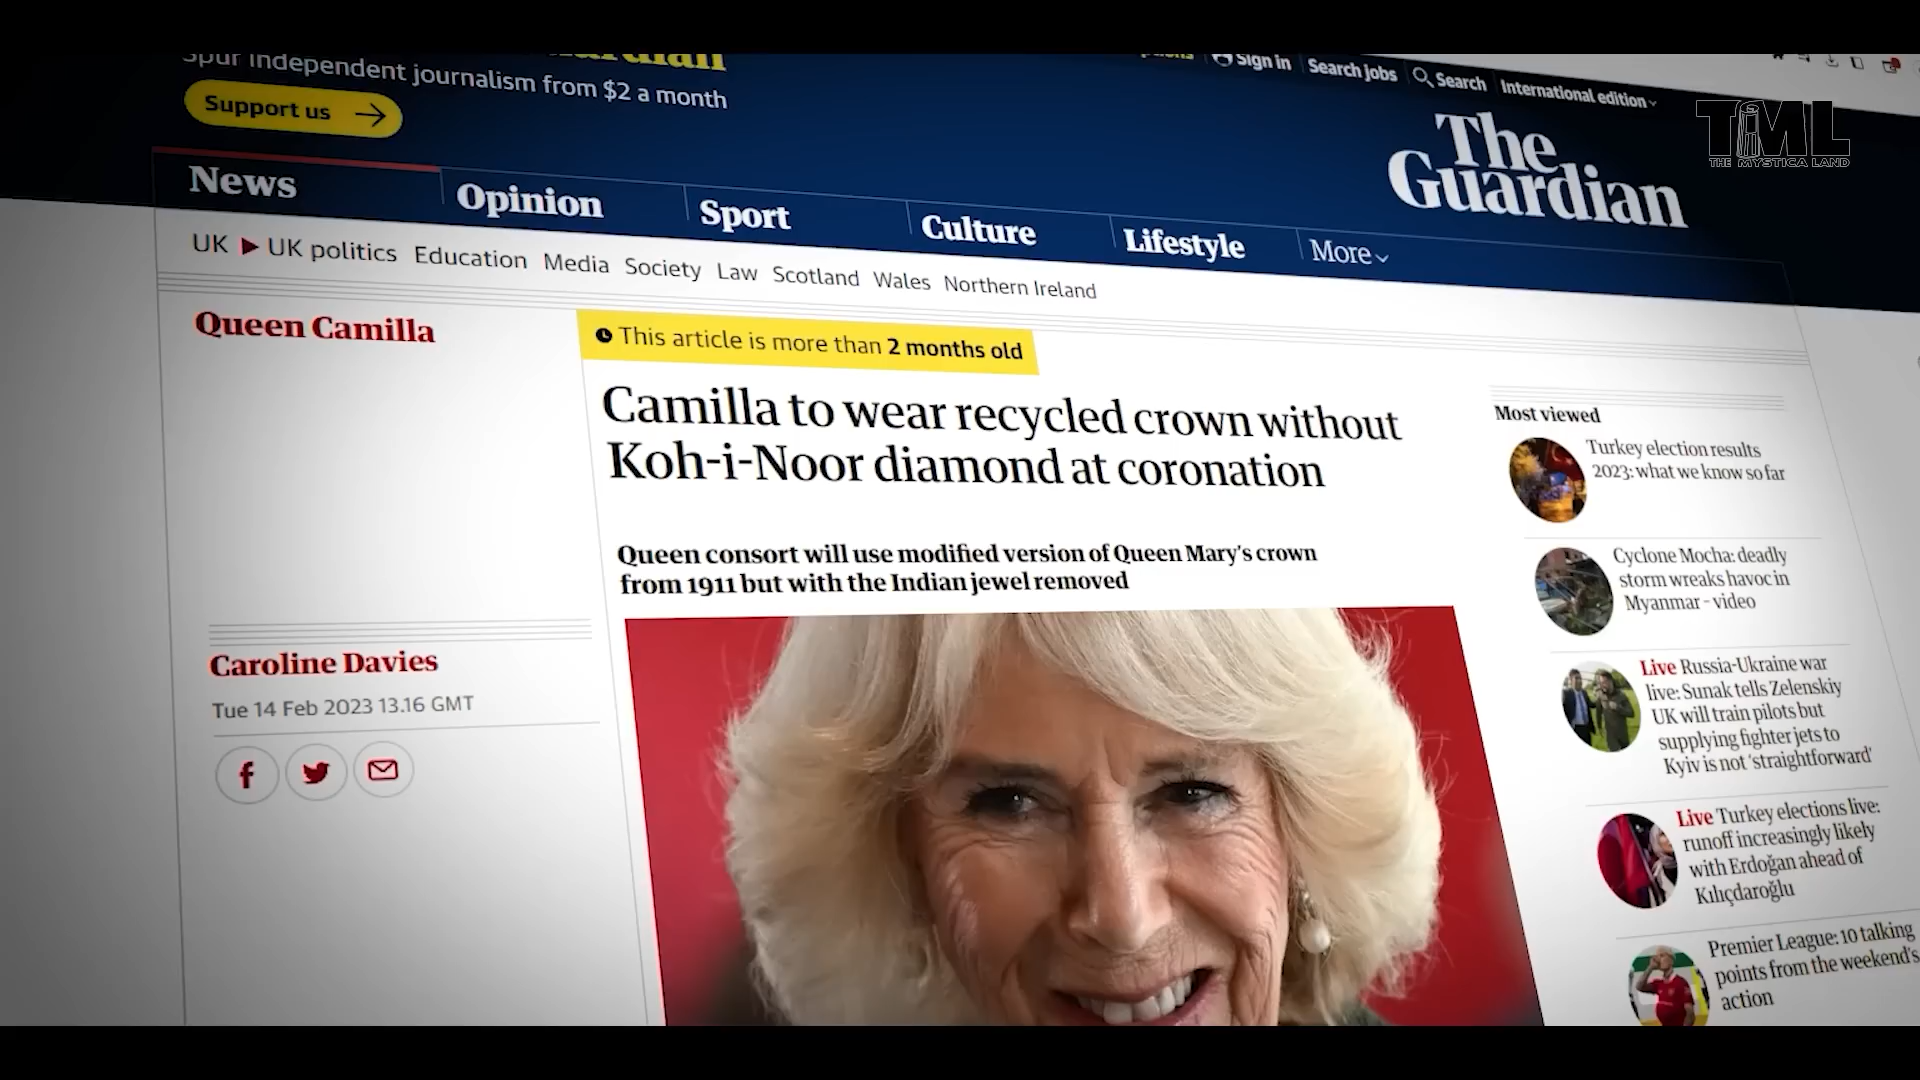 Spur independent journalism from $2 a month
Support us
Sign in
Search jobs
Search
International edition
The
Guardian
TML
THE MYSTICA LAND
News
Opinion
Sport
Culture
Lifestyle
More
UK
UK politics
Education
Media
Society
Law
Scotland
Wales
Northern Ireland
Queen Camilla
This article is more than 2 months old
Camilla to wear recycled crown without
Koh-i-Noor diamond at coronation
Queen consort will use modified version of Queen Mary's crown
from 1911 but with the Indian jewel removed
Caroline Davies
Tue 14 Feb 2023 13.16 GMT
Most viewed
Turkey election results
2023: what we know so far
Cyclone Mocha: deadly
storm wreaks havoc in
Myanmar – video
Live Russia-Ukraine war
live: Sunak tells Zelenskiy
UK will train pilots but
supplying fighter jets to
Kyiv is not ‘straightforward’
Live Turkey elections live:
runoff increasingly likely
with Erdoğan ahead of
Kılıçdaroğlu
Premier League: 10 talking
points from the weekend's
action